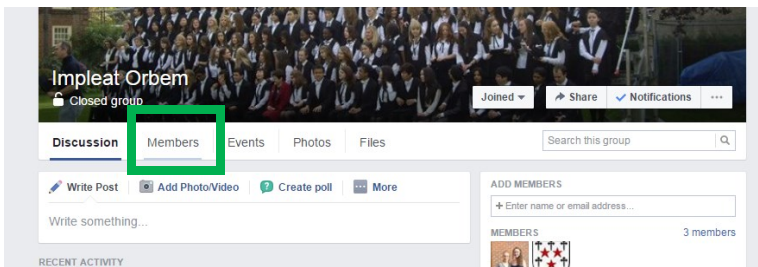 Impleat Orbem
Closed group
Joined Share Notifications ...
Discussion Members Events Photos Files Search this group
Write Post Add Photo/Video Create poll More
Write something...
RECENT ACTIVITY
ADD MEMBERS
+ Enter name or email address...
MEMBERS 3 members